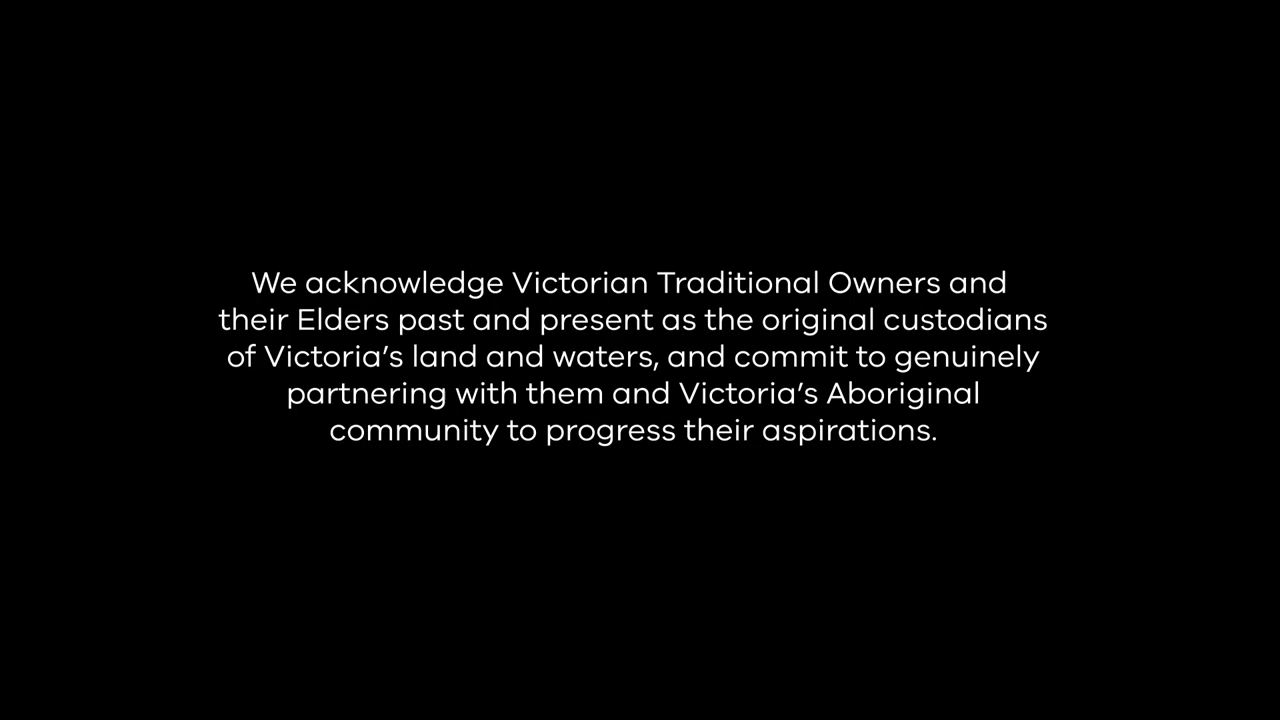 We acknowledge Victorian Traditional Owners and
their Elders past and present as the original custodians
of Victoria’s land and waters, and commit to genuinely
partnering with them and Victoria’s Aboriginal
community to progress their aspirations.